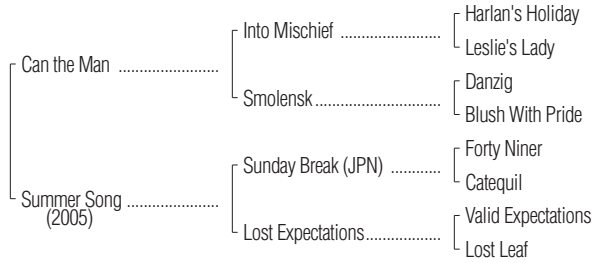 Harlan's Holiday
Into Mischief ....................
Leslie's Lady
Can the Man ....................
Danzig
Smolensk.........................
Blush With Pride
Forty Niner
Sunday Break (JPN) ..........
Catequil
Summer Song ..................
(2005)
Valid Expectations
Lost Expectations...............
Lost Leaf